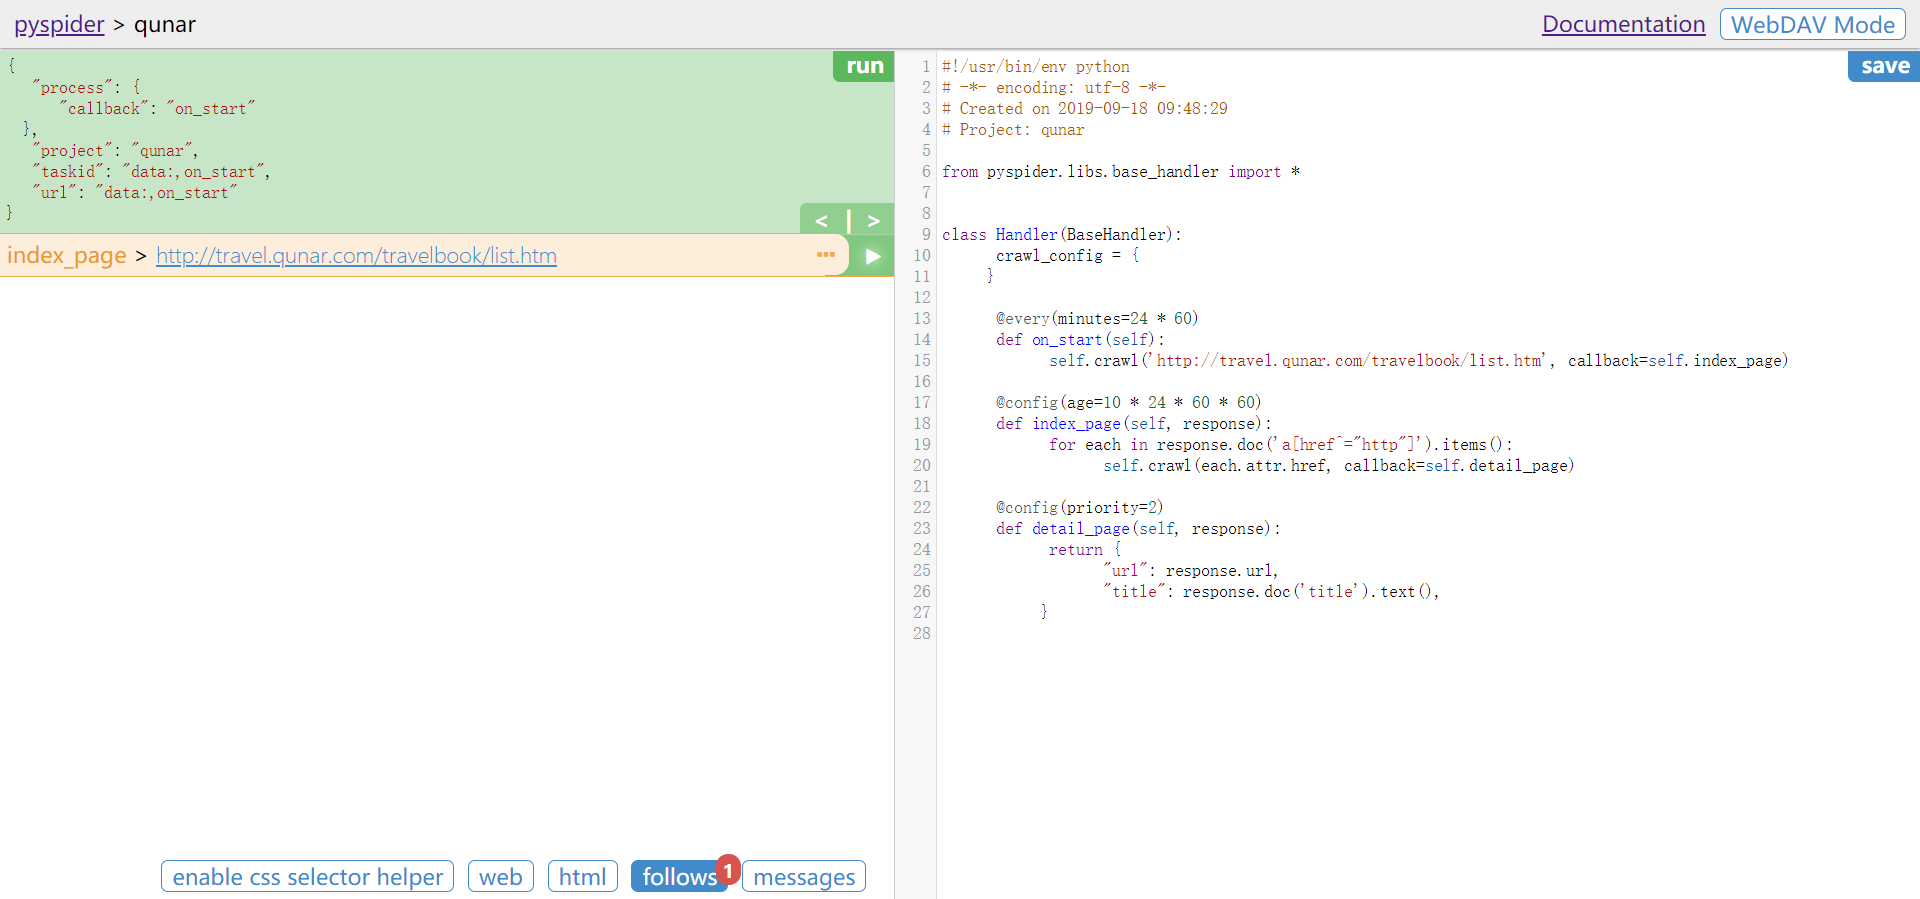 pyspider > qunar
Documentation
WebDAV Mode
{
"process": {
"callback": "on_start"
},
"project": "qunar",
"taskid": "data:,on_start",
"url": "data:,on_start"
}
run
< | >
index_page > http://travel.qunar.com/travelbook/list.htm
enable css selector helper
web
html
follows
1
messages
save
1 #!/usr/bin/env python
2 # -*- encoding: utf-8 -*-
3 # Created on 2019-09-18 09:48:29
4 # Project: qunar
5
6 from pyspider.libs.base_handler import *
7
8
9 class Handler(BaseHandler):
10 crawl_config = {
11 }
12
13 @every(minutes=24 * 60)
14 def on_start(self):
15 self.crawl('http://travel.qunar.com/travelbook/list.htm', callback=self.index_page)
16
17 @config(age=10 * 24 * 60 * 60)
18 def index_page(self, response):
19 for each in response.doc('a[href^="http"]').items():
20 self.crawl(each.attr.href, callback=self.detail_page)
21
22 @config(priority=2)
23 def detail_page(self, response):
24 return {
25 "url": response.url,
26 "title": response.doc('title').text(),
27 }
28